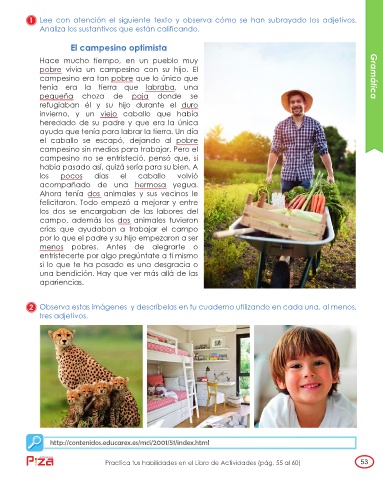 1 Lee con atención el siguiente texto y observa cómo se han subrayado los adjetivos.
Analiza los sustantivos que están calificando.
El campesino optimista
Hace mucho tiempo, en un pueblo muy
pobre vivía un campesino con su hijo. El
campesino era tan pobre que lo único que
tenía era la tierra que labraba, una
pequeña choza de paja donde se
refugiaban él y su hijo durante el duro
invierno, y un viejo caballo que había
heredado de su padre y que era la única
ayuda que tenía para labrar la tierra. Un día
el caballo se escapó, dejando al pobre
campesino sin medios para trabajar. Pero el
campesino no se entristeció, pensó que, si
había pasado así, quizá sería para su bien. A
los pocos días el caballo volvió
acompañado de una hermosa yegua.
Ahora tenía dos animales y sus vecinos le
felicitaron. Todo empezó a mejorar y entre
los dos se encargaban de las labores del
campo, además los dos animales tuvieron
crías que ayudaban a trabajar el campo
por lo que el padre y su hijo empezaron a ser
menos pobres. Antes de alegrarte o
entristecerte por algo pregúntate a ti mismo
si lo que te ha pasado es una desgracia o
una bendición. Hay que ver más allá de las
apariencias.
Gramática
2 Observa estas imágenes y descríbelas en tu cuaderno utilizando en cada una, al menos,
tres adjetivos.
http://contenidos.educarex.es/mci/2001/51/index.html
Pıza
Practica tus habilidades en el Libro de Actividades (pág. 55 al 60)
53